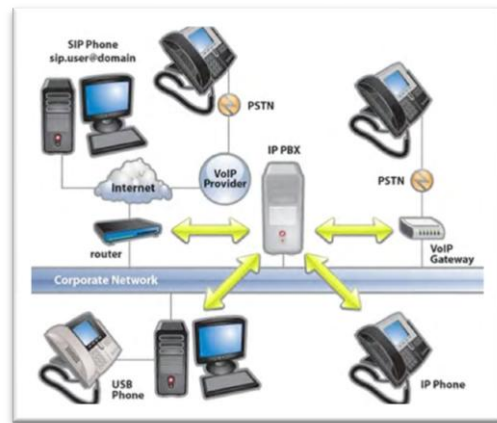 SIP Phone
sip.user@domain
PSTN
IP PBX
Internet
VoIP
Provider
PSTN
router
VoIP
Gateway
Corporate Network
USB
Phone
IP Phone